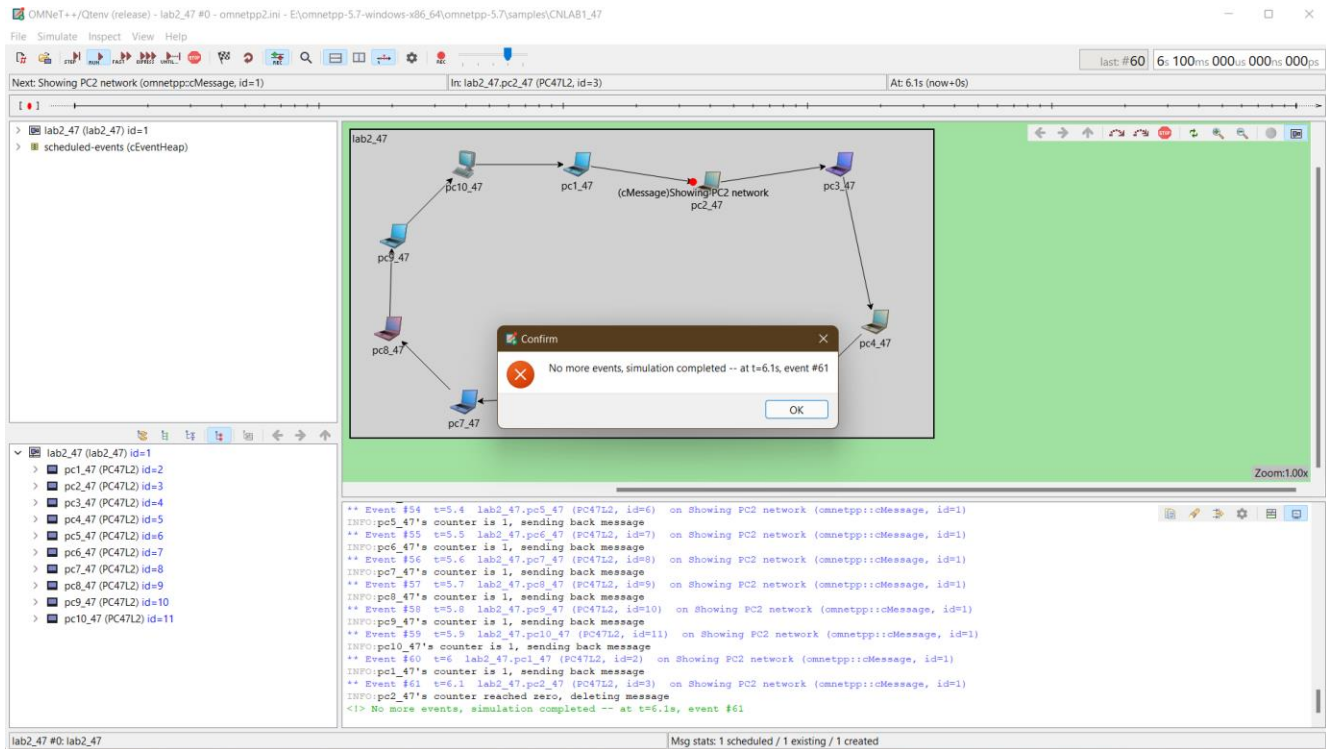 OMNeT++/Qtenv (release) - lab2_47 #0 - omnetpp2.ini - E:\omnetpp-5.7-windows-x86_64\omnetpp-5.7\samples\CNLAB1_47
File Simulate Inspect View Help
STEP RUN FAST EXPRESS UNTIL... STOP REC REC last: #60 6s 100ms 000us 000ns 000ps
Next: Showing PC2 network (omnetpp::cMessage, id=1) In: lab2_47.pc2_47 (PC47L2, id=3) At: 6.1s (now+0s)
lab2_47 (lab2_47) id=1
scheduled-events (cEventHeap)
lab2_47
STOP
pc10_47 pc1_47 (cMessage)Showing PC2 network pc3_47
pc2_47
pc9_47
pc8_47 pc4_47
pc7_47
Confirm
No more events, simulation completed -- at t=6.1s, event #61
OK
Zoom:1.00x
lab2_47 (lab2_47) id=1
pc1_47 (PC47L2) id=2
pc2_47 (PC47L2) id=3
pc3_47 (PC47L2) id=4
pc4_47 (PC47L2) id=5
pc5_47 (PC47L2) id=6
pc6_47 (PC47L2) id=7
pc7_47 (PC47L2) id=8
pc8_47 (PC47L2) id=9
pc9_47 (PC47L2) id=10
pc10_47 (PC47L2) id=11
** Event #54 t=5.4 lab2_47.pc5_47 (PC47L2, id=6) on Showing PC2 network (omnetpp::cMessage, id=1)
INFO:pc5_47's counter is 1, sending back message
** Event #55 t=5.5 lab2_47.pc6_47 (PC47L2, id=7) on Showing PC2 network (omnetpp::cMessage, id=1)
INFO:pc6_47's counter is 1, sending back message
** Event #56 t=5.6 lab2_47.pc7_47 (PC47L2, id=8) on Showing PC2 network (omnetpp::cMessage, id=1)
INFO:pc7_47's counter is 1, sending back message
** Event #57 t=5.7 lab2_47.pc8_47 (PC47L2, id=9) on Showing PC2 network (omnetpp::cMessage, id=1)
INFO:pc8_47's counter is 1, sending back message
** Event #58 t=5.8 lab2_47.pc9_47 (PC47L2, id=10) on Showing PC2 network (omnetpp::cMessage, id=1)
INFO:pc9_47's counter is 1, sending back message
** Event #59 t=5.9 lab2_47.pc10_47 (PC47L2, id=11) on Showing PC2 network (omnetpp::cMessage, id=1)
INFO:pc10_47's counter is 1, sending back message
** Event #60 t=6 lab2_47.pc1_47 (PC47L2, id=2) on Showing PC2 network (omnetpp::cMessage, id=1)
INFO:pc1_47's counter is 1, sending back message
** Event #61 t=6.1 lab2_47.pc2_47 (PC47L2, id=3) on Showing PC2 network (omnetpp::cMessage, id=1)
INFO:pc2_47's counter reached zero, deleting message
<!> No more events, simulation completed -- at t=6.1s, event #61
lab2_47 #0: lab2_47 Msg stats: 1 scheduled / 1 existing / 1 created